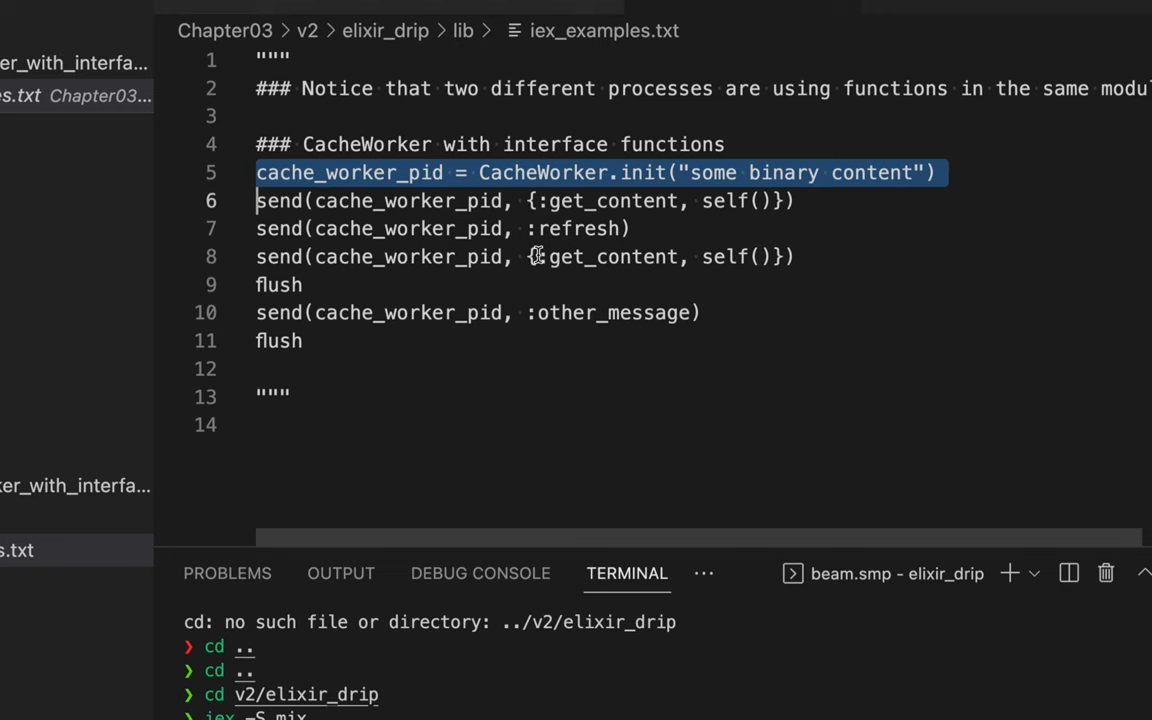 Chapter03 > v2 > elixir_drip > lib > iex_examples.txt
er_with_interfa...
s.txt Chapter03...
1 """
2 ### Notice that two different processes are using functions in the same modul
3
4 ### CacheWorker with interface functions
5 cache_worker_pid = CacheWorker.init("some binary content")
6 send(cache_worker_pid, {:get_content, self()})
7 send(cache_worker_pid, :refresh)
8 send(cache_worker_pid, {:get_content, self()})
9 flush
10 send(cache_worker_pid, :other_message)
11 flush
12
13 """
14
ker_with_interfa...
s.txt
PROBLEMS OUTPUT DEBUG CONSOLE TERMINAL ... beam.smp - elixir_drip
cd: no such file or directory: ../v2/elixir_drip
❯ cd ..
❯ cd ..
❯ cd v2/elixir_drip
❯ iex -S mix